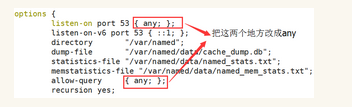 options {
listen-on port 53 { any; };
listen-on-v6 port 53 { ::1; };
directory "/var/named";
dump-file "/var/named/data/cache_dump.db";
statistics-file "/var/named/data/named_stats.txt";
memstatistics-file "/var/named/data/named_mem_stats.txt";
allow-query { any; };
recursion yes;
把这两个地方改成any